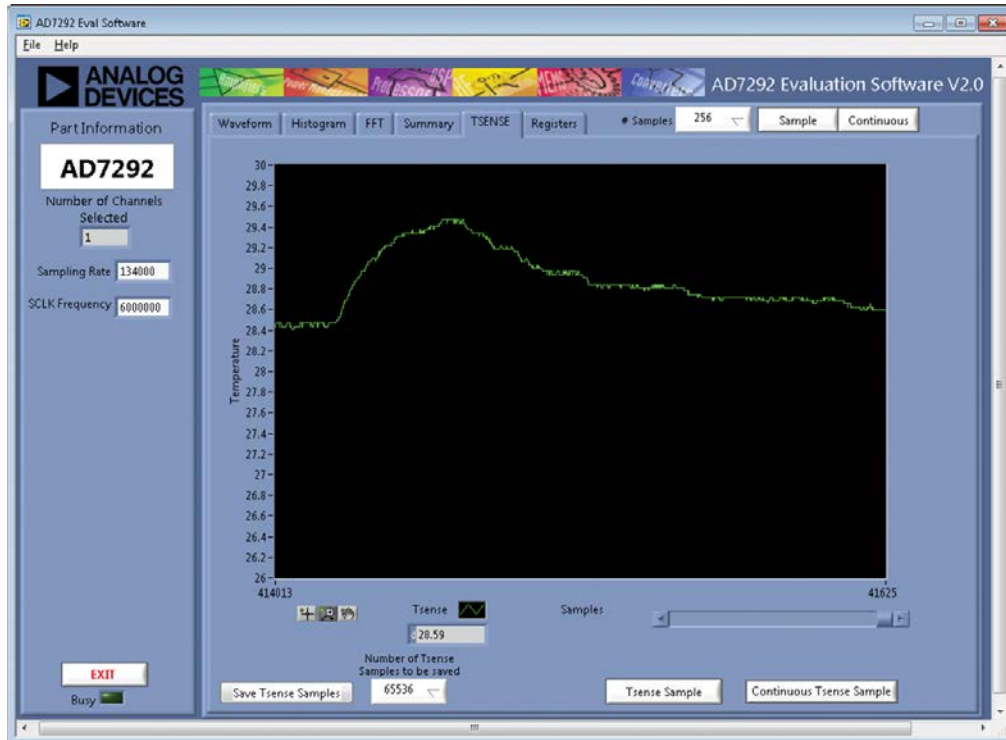 AD7292 Eval Software
File Help
ANALOG
DEVICES
AD7292 Evaluation Software V2.0
Part Information
AD7292
Number of Channels
Selected
1
Sampling Rate 134000
SCLK Frequency 6000000
EXIT
Busy
Waveform Histogram FFT Summary TSENSE Registers # Samples 256 Sample Continuous
30
29.8
29.6
29.4
29.2
29
28.8
28.6
28.4
28.2
28
27.8
27.6
27.4
27.2
27
26.8
26.6
26.4
26.2
26
Temperature
414013 41625
Tsense Samples
28.59
Number of Tsense
Samples to be saved
Save Tsense Samples 65536 Tsense Sample Continuous Tsense Sample